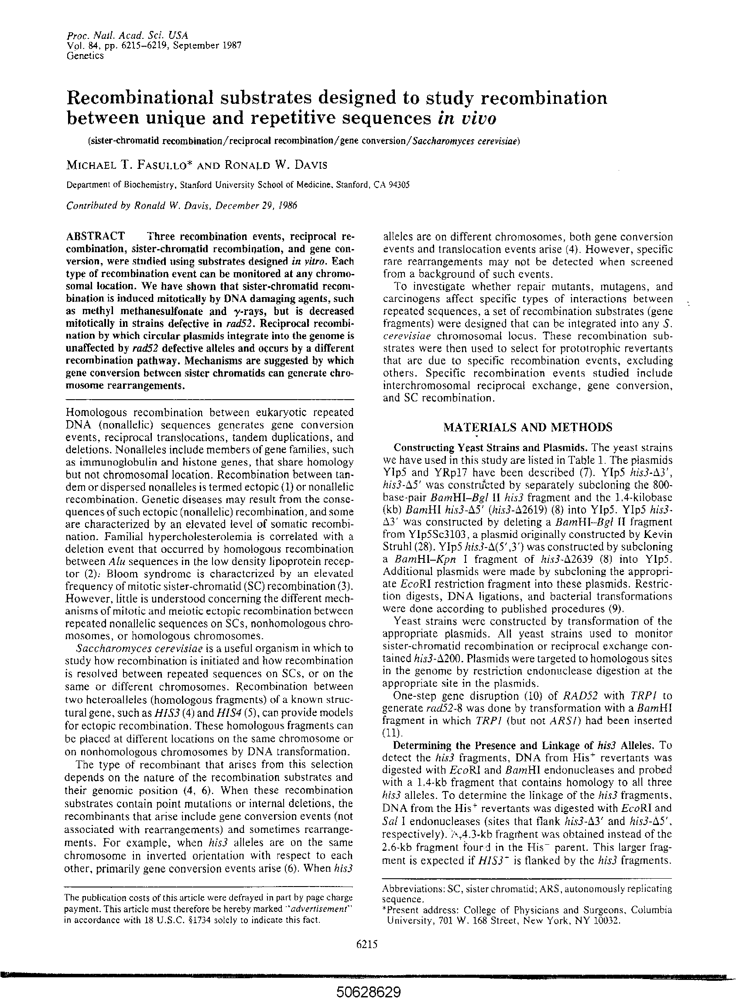 Proc. Natl. Acad. Sci. USA
Vol. 84, pp. 6215–6219, September 1987
Genetics
Recombinational substrates designed to study recombination
between unique and repetitive sequences in vivo
(sister-chromatid recombination/reciprocal recombination/gene conversion/Saccharomyces cerevisiae)
MICHAEL T. FASULLO* AND RONALD W. DAVIS
Department of Biochemistry, Stanford University School of Medicine, Stanford, CA 94305
Contributed by Ronald W. Davis, December 29, 1986
ABSTRACT Three recombination events, reciprocal re-
combination, sister-chromatid recombination, and gene con-
version, were studied using substrates designed in vitro. Each
type of recombination event can be monitored at any chromo-
somal location. We have shown that sister-chromatid recom-
bination is induced mitotically by DNA damaging agents, such
as methyl methanesulfonate and γ-rays, but is decreased
mitotically in strains defective in rad52. Reciprocal recombi-
nation by which circular plasmids integrate into the genome is
unaffected by rad52 defective alleles and occurs by a different
recombination pathway. Mechanisms are suggested by which
gene conversion between sister chromatids can generate chro-
mosome rearrangements.
Homologous recombination between eukaryotic repeated
DNA (nonallelic) sequences generates gene conversion
events, reciprocal translocations, tandem duplications, and
deletions. Nonalleles include members of gene families, such
as immunoglobulin and histone genes, that share homology
but not chromosomal location. Recombination between tan-
dem or dispersed nonalleles is termed ectopic (1) or nonallelic
recombination. Genetic diseases may result from the conse-
quences of such ectopic (nonallelic) recombination, and some
are characterized by an elevated level of somatic recombi-
nation. Familial hypercholesterolemia is correlated with a
deletion event that occurred by homologous recombination
between Alu sequences in the low density lipoprotein recep-
tor (2). Bloom syndrome is characterized by an elevated
frequency of mitotic sister-chromatid (SC) recombination (3).
However, little is understood concerning the different mech-
anisms of mitotic and meiotic ectopic recombination between
repeated nonallelic sequences on SCs, nonhomologous chro-
mosomes, or homologous chromosomes.
Saccharomyces cerevisiae is a useful organism in which to
study how recombination is initiated and how recombination
is resolved between repeated sequences on SCs, or on the
same or different chromosomes. Recombination between
two heteroalleles (homologous fragments) of a known struc-
tural gene, such as HIS3 (4) and HIS4 (5), can provide models
for ectopic recombination. These homologous fragments can
be placed at different locations on the same chromosome or
on nonhomologous chromosomes by DNA transformation.
The type of recombinant that arises from this selection
depends on the nature of the recombination substrates and
their genomic position (4, 6). When these recombination
substrates contain point mutations or internal deletions, the
recombinants that arise include gene conversion events (not
associated with rearrangements) and sometimes rearrange-
ments. For example, when his3 alleles are on the same
chromosome in inverted orientation with respect to each
other, primarily gene conversion events arise (6). When his3
The publication costs of this article were defrayed in part by page charge
payment. This article must therefore be hereby marked "advertisement"
in accordance with 18 U.S.C. §1734 solely to indicate this fact.
alleles are on different chromosomes, both gene conversion
events and translocation events arise (4). However, specific
rare rearrangements may not be detected when screened
from a background of such events.
To investigate whether repair mutants, mutagens, and
carcinogens affect specific types of interactions between
repeated sequences, a set of recombination substrates (gene
fragments) were designed that can be integrated into any S.
cerevisiae chromosomal locus. These recombination sub-
strates were then used to select for prototrophic revertants
that are due to specific recombination events, excluding
others. Specific recombination events studied include
interchromosomal reciprocal exchange, gene conversion,
and SC recombination.
MATERIALS AND METHODS
Constructing Yeast Strains and Plasmids. The yeast strains
we have used in this study are listed in Table 1. The plasmids
YIp5 and YRp17 have been described (7). YIp5 his3-Δ3',
his3-Δ5' was constructed by separately subcloning the 800-
base-pair BamHI–Bgl II his3 fragment and the 1.4-kilobase
(kb) BamHI his3-Δ5' (his3-Δ2619) (8) into YIp5. YIp5 his3-
Δ3' was constructed by deleting a BamHI–Bgl II fragment
from YIp5Sc3103, a plasmid originally constructed by Kevin
Struhl (28). YIp5 his3-Δ(5',3') was constructed by subcloning
a BamHI–Kpn I fragment of his3-Δ2639 (8) into YIp5.
Additional plasmids were made by subcloning the appropri-
ate EcoRI restriction fragment into these plasmids. Restric-
tion digests, DNA ligations, and bacterial transformations
were done according to published procedures (9).
Yeast strains were constructed by transformation of the
appropriate plasmids. All yeast strains used to monitor
sister-chromatid recombination or reciprocal exchange con-
tained his3-Δ200. Plasmids were targeted to homologous sites
in the genome by restriction endonuclease digestion at the
appropriate site in the plasmids.
One-step gene disruption (10) of RAD52 with TRP1 to
generate rad52-8 was done by transformation with a BamHI
fragment in which TRP1 (but not ARS1) had been inserted
(11).
Determining the Presence and Linkage of his3 Alleles. To
detect the his3 fragments, DNA from His⁺ revertants was
digested with EcoRI and BamHI endonucleases and probed
with a 1.4-kb fragment that contains homology to all three
his3 alleles. To determine the linkage of the his3 fragments,
DNA from the His⁺ revertants was digested with EcoRI and
Sal I endonucleases (sites that flank his3-Δ3' and his3-Δ5',
respectively). A 4.3-kb fragment was obtained instead of the
2.6-kb fragment found in the His⁻ parent. This larger frag-
ment is expected if HIS3⁻ is flanked by the his3 fragments.
Abbreviations: SC, sister chromatid; ARS, autonomously replicating
sequence.
*Present address: College of Physicians and Surgeons, Columbia
University, 701 W. 168 Street, New York, NY 10032.
6215
50628629